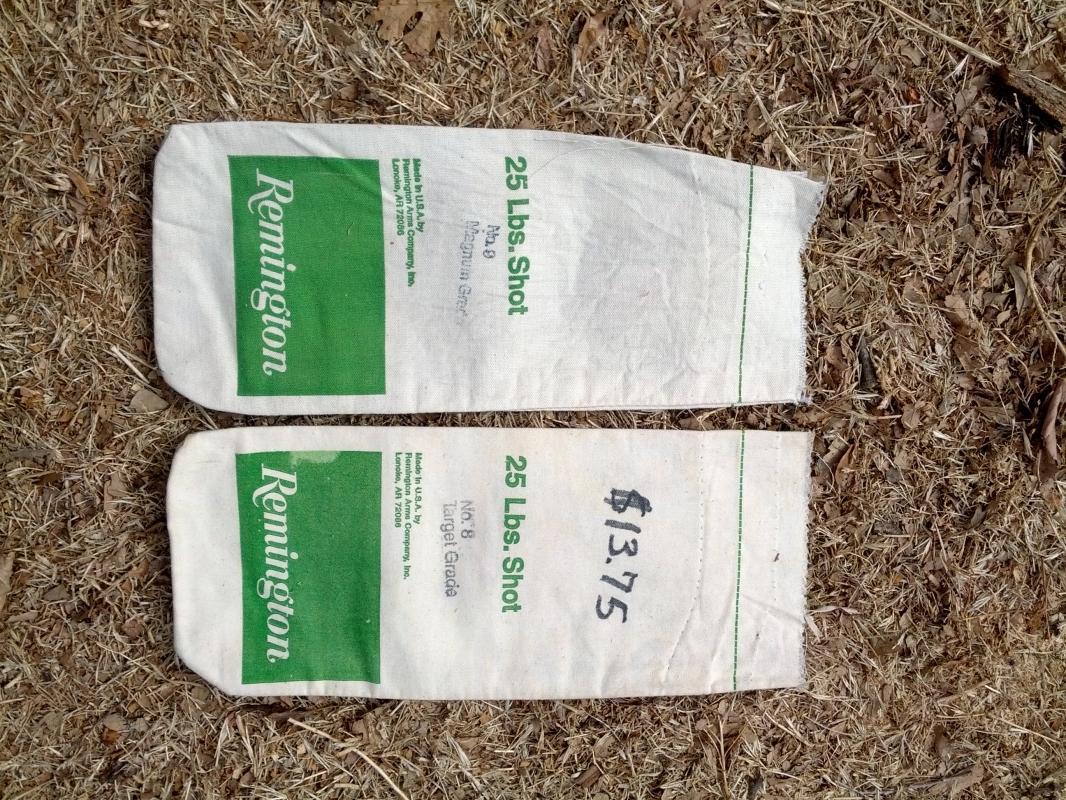 25 Lbs. Shot
No. 9
Magnum Grade
Made in U.S.A. by
Remington Arms Company, Inc.
Lonoke, AR 72086
Remington
$13.75
25 Lbs. Shot
No. 8
Target Grade
Made in U.S.A. by
Remington Arms Company, Inc.
Lonoke, AR 72086
Remington